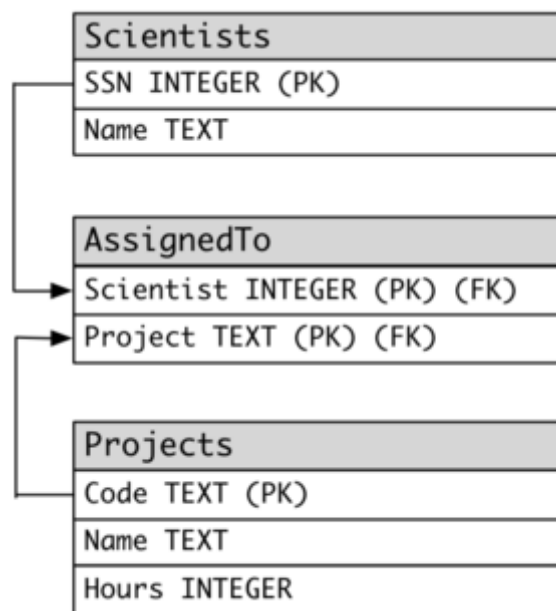 Scientists
SSN INTEGER (PK)
Name TEXT
AssignedTo
Scientist INTEGER (PK) (FK)
Project TEXT (PK) (FK)
Projects
Code TEXT (PK)
Name TEXT
Hours INTEGER